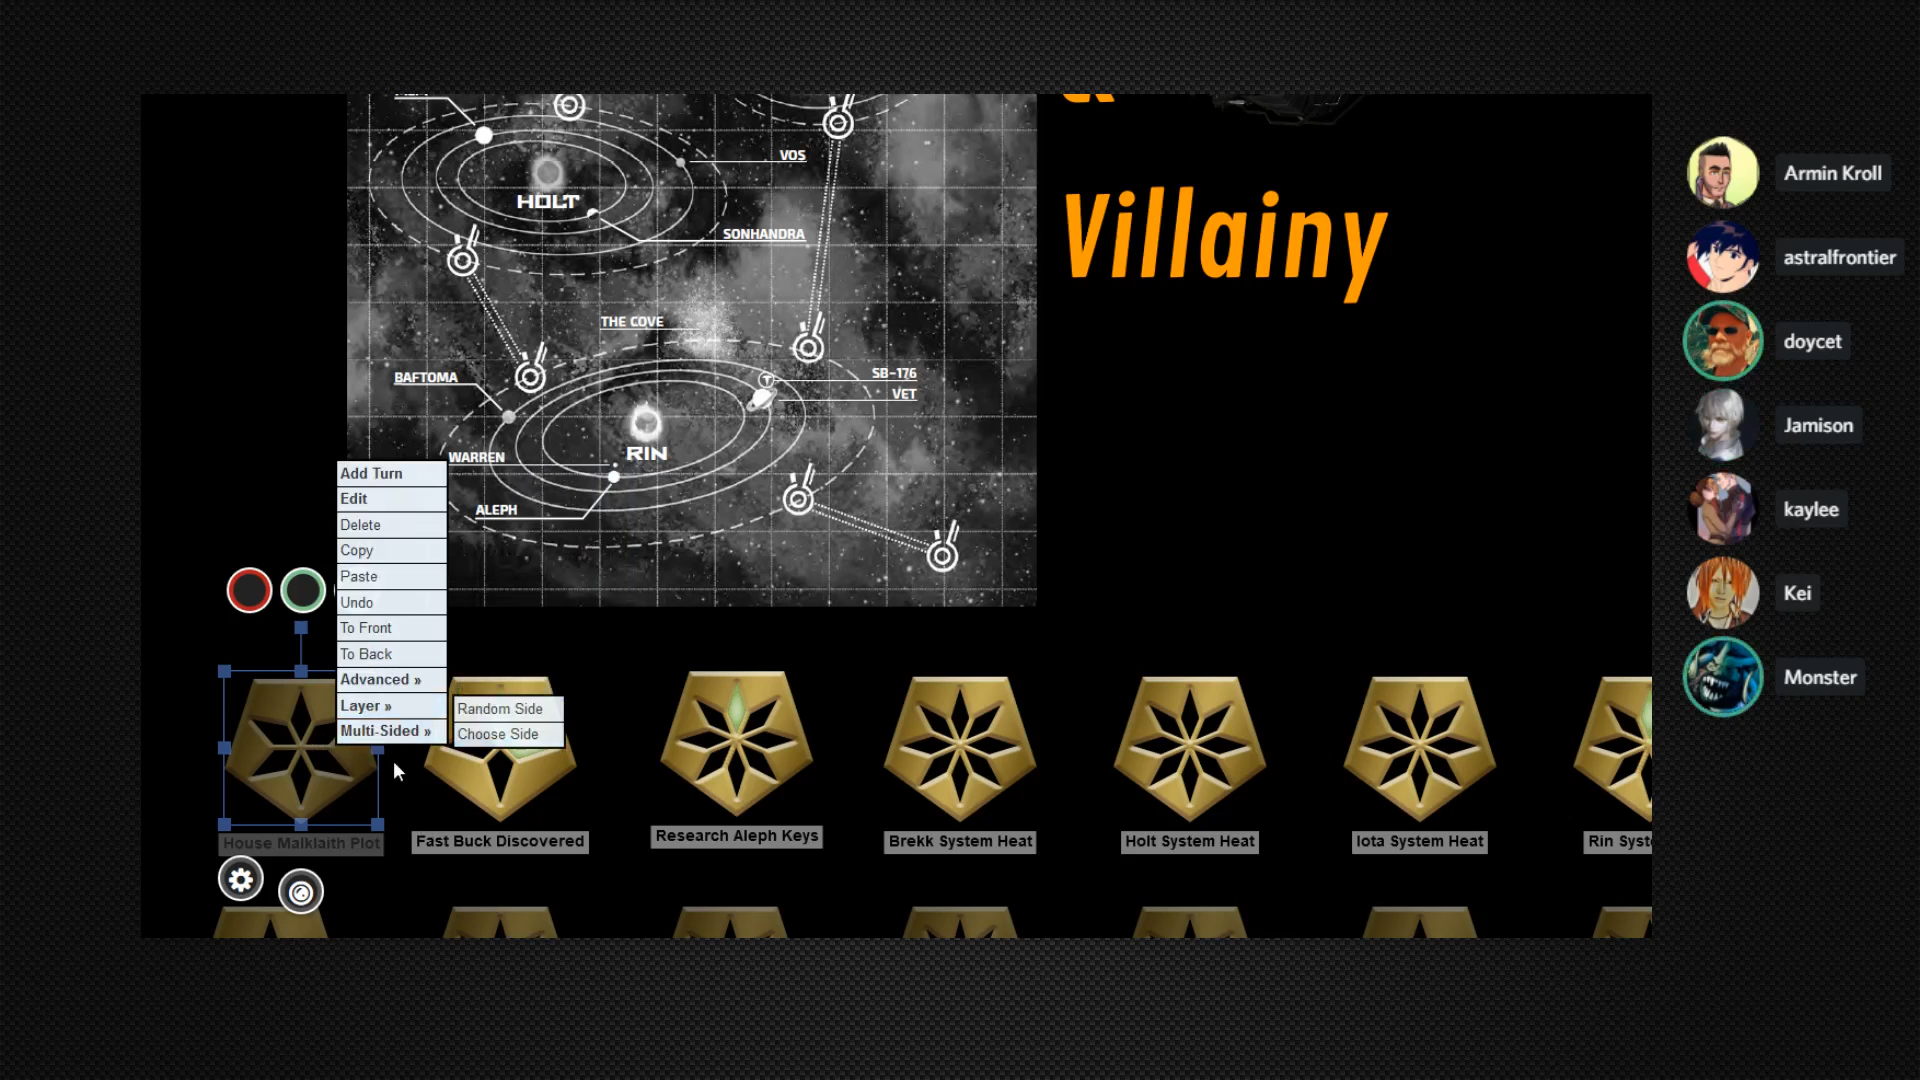 VOS
HOLT
SONHANDRA
THE COVE
BAFTOMA
SB-176
VET
WARREN
RIN
ALEPH
Villainy
Add Turn
Edit
Delete
Copy
Paste
Undo
To Front
To Back
Advanced »
Layer »
Multi-Sided »
Random Side
Choose Side
House Malklaith Plot
Fast Buck Discovered
Research Aleph Keys
Brekk System Heat
Holt System Heat
Iota System Heat
Rin Syst
Armin Kroll
astralfrontier
doycet
Jamison
kaylee
Kei
Monster